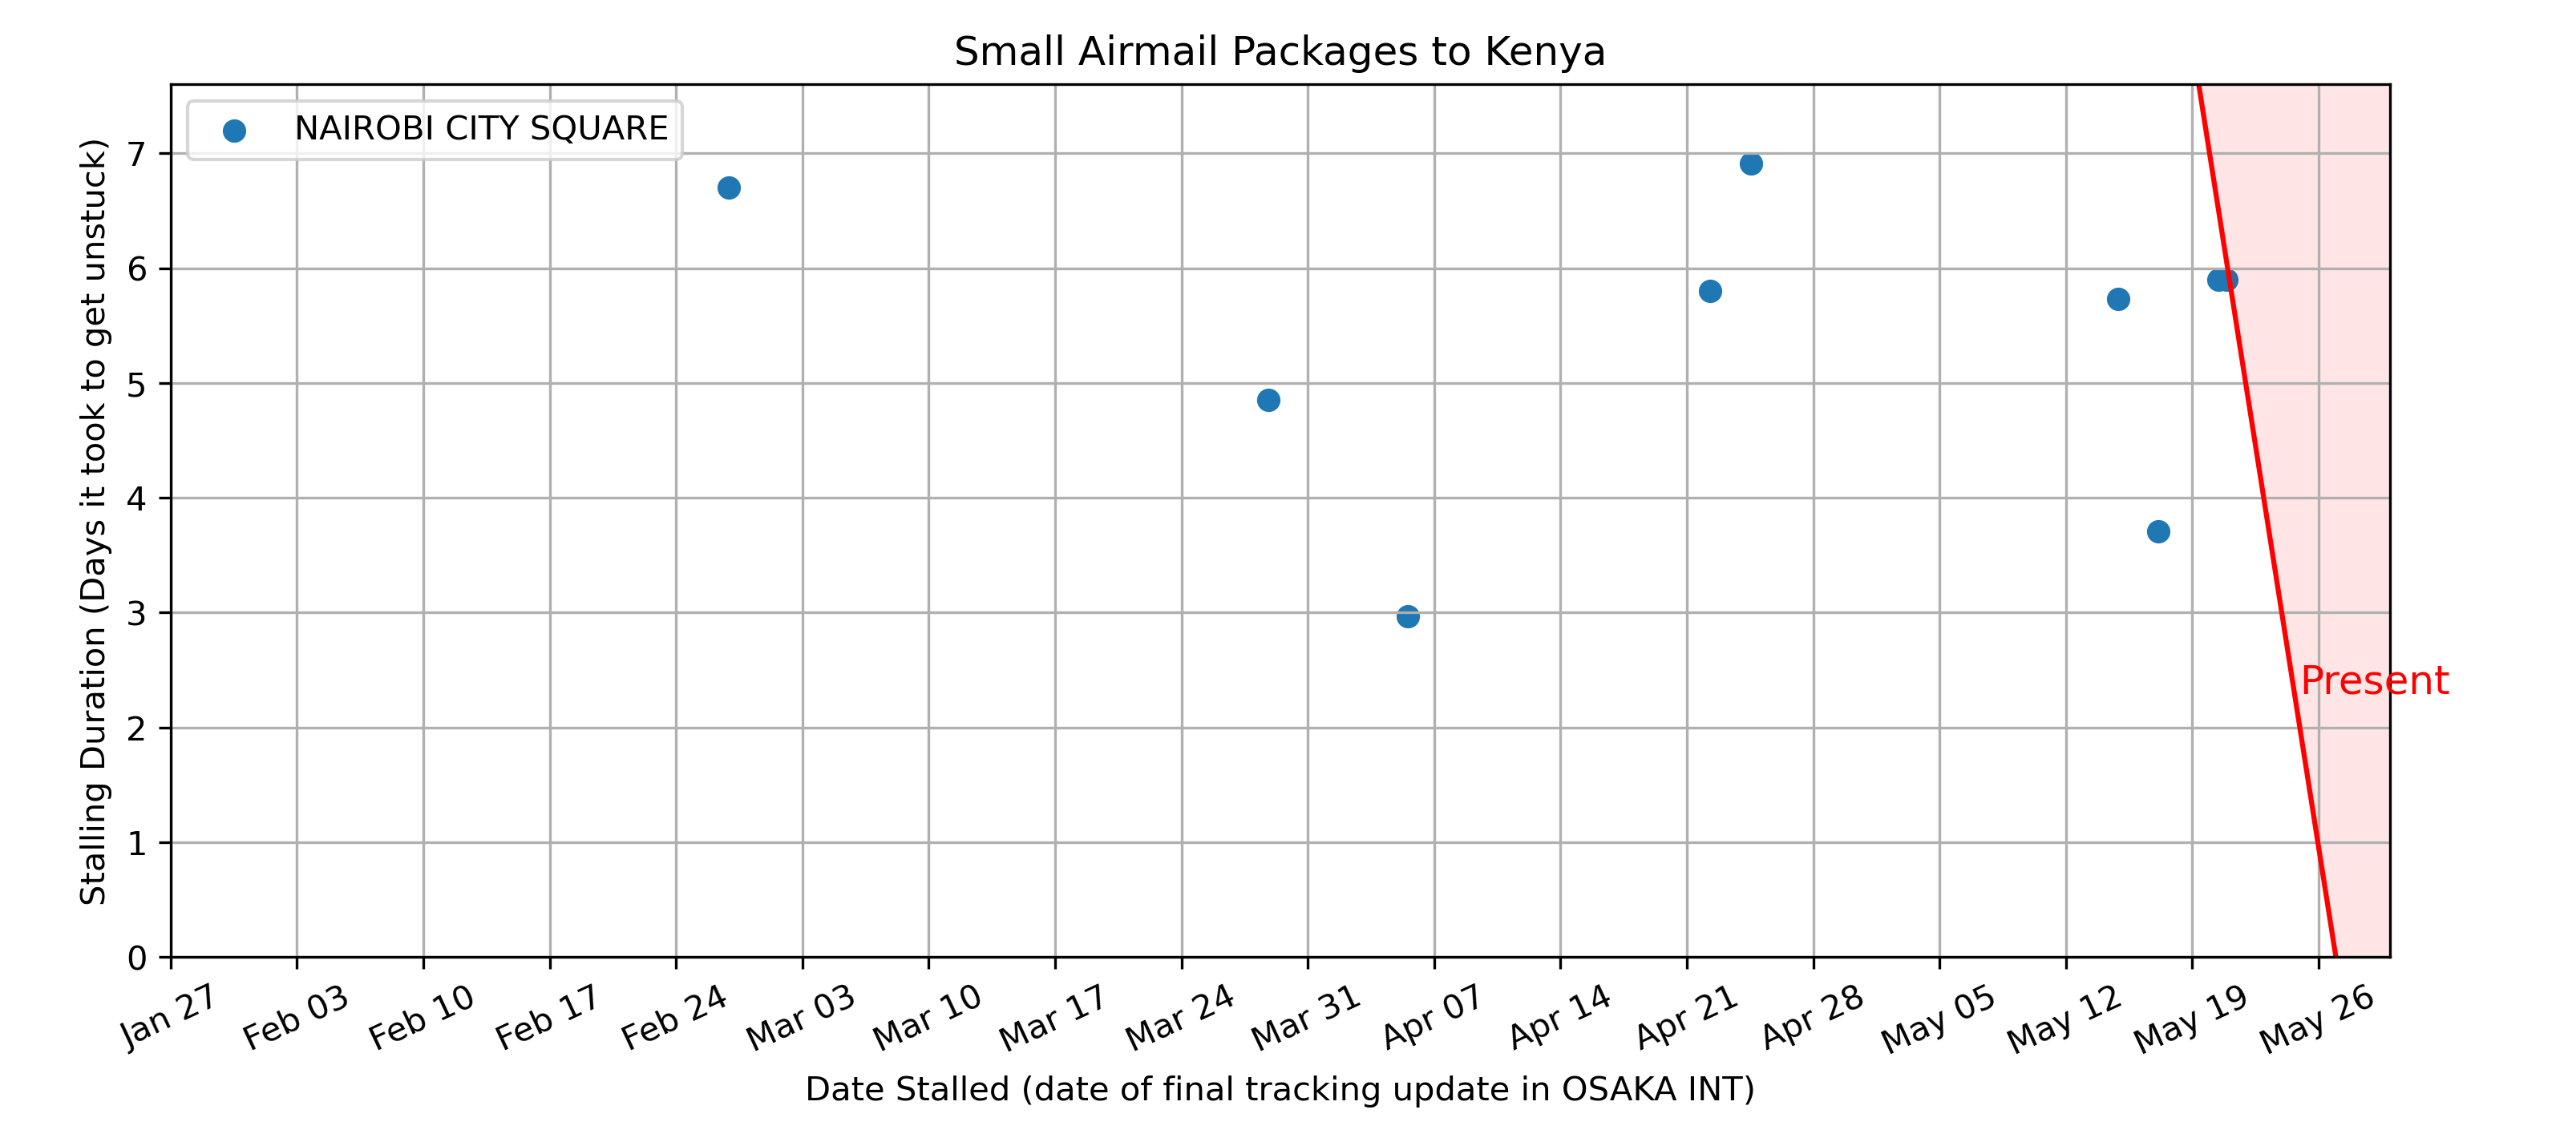 Small Airmail Packages to Kenya
NAIROBI CITY SQUARE
Stalling Duration (Days it took to get unstuck)
7
6
5
4
3
2
1
0
Present
Jan 27 Feb 03 Feb 10 Feb 17 Feb 24 Mar 03 Mar 10 Mar 17 Mar 24 Mar 31 Apr 07 Apr 14 Apr 21 Apr 28 May 05 May 12 May 19 May 26
Date Stalled (date of final tracking update in OSAKA INT)